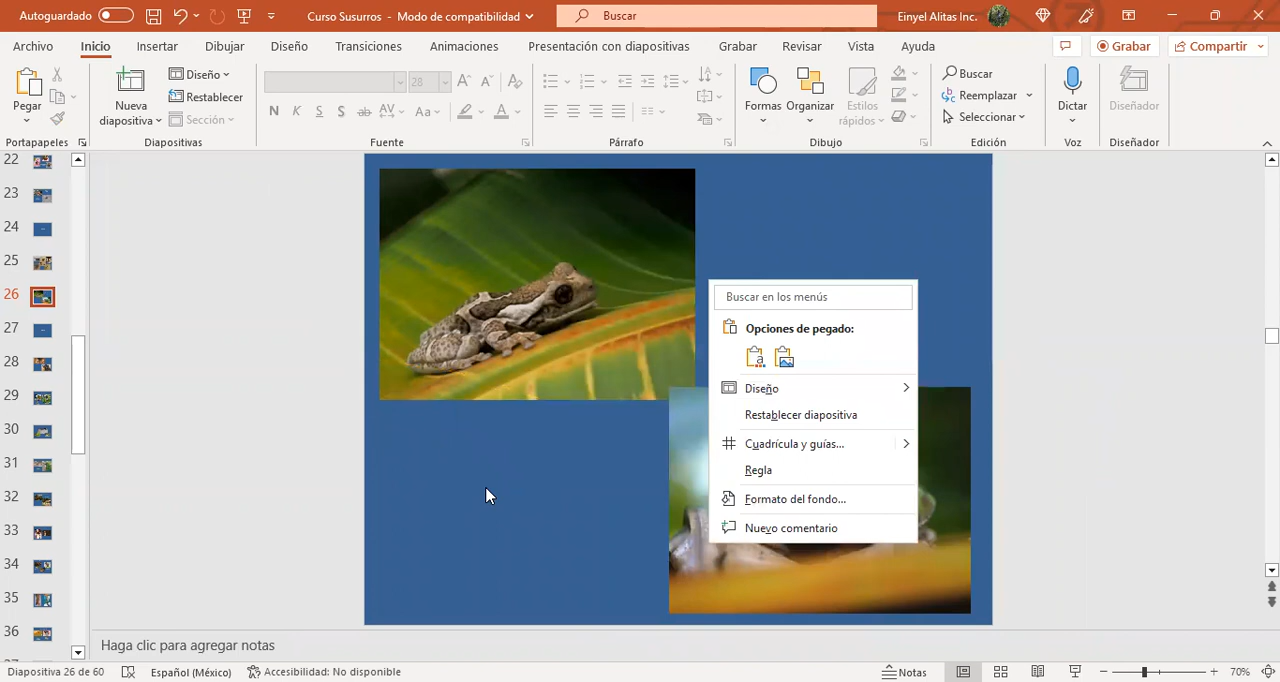 Autoguardado
Curso Susurros - Modo de compatibilidad
Buscar
Einyel Alitas Inc.
Archivo Inicio Insertar Dibujar Diseño Transiciones Animaciones Presentación con diapositivas Grabar Revisar Vista Ayuda
Grabar
Compartir
Pegar
Portapapeles
Nueva
diapositiva
Diseño
Restablecer
Sección
Diapositivas
28
N K S S ab AV Aa A
Fuente
Párrafo
Formas
Organizar
Estilos
rápidos
Dibujo
Buscar
Reemplazar
Seleccionar
Edición
Dictar
Voz
Diseñador
Diseñador
22
23
24
25
26
27
28
29
30
31
32
33
34
35
36
Buscar en los menús
Opciones de pegado:
Diseño
Restablecer diapositiva
Cuadrícula y guías...
Regla
Formato del fondo...
Nuevo comentario
Haga clic para agregar notas
Diapositiva 26 de 60
Español (México)
Accesibilidad: No disponible
Notas
70%